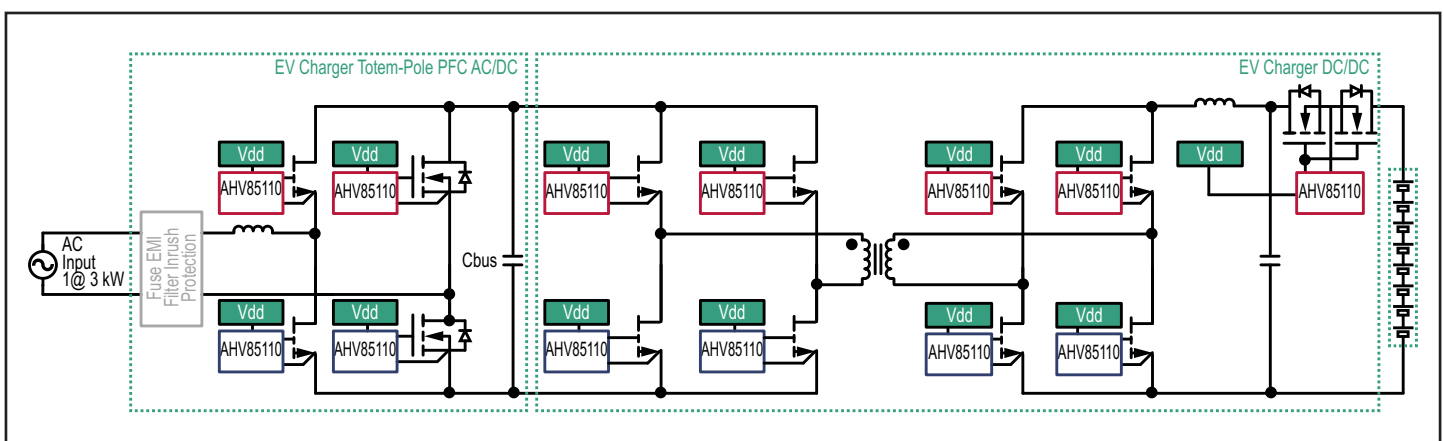 EV Charger Totem-Pole PFC AC/DC
EV Charger DC/DC
Vdd
Vdd
Vdd
Vdd
Vdd
Vdd
Vdd
AHV85110
AHV85110
AHV85110
AHV85110
AHV85110
AHV85110
AHV85110
AC
Input
1@ 3 kW
Fuse EMI
Filter Inrush
Protection
Cbus
Vdd
Vdd
Vdd
Vdd
Vdd
Vdd
AHV85110
AHV85110
AHV85110
AHV85110
AHV85110
AHV85110